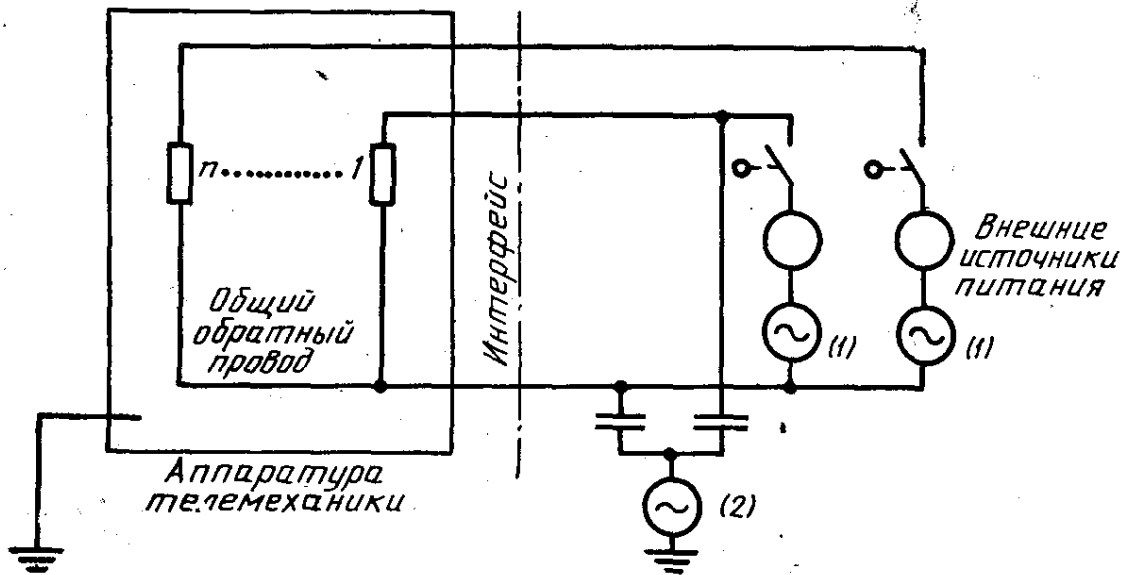 n
1
Общий
обратный
провод
Интерфейс
Внешние
источники
питания
(1)
(1)
Аппаратура
телемеханики
(2)